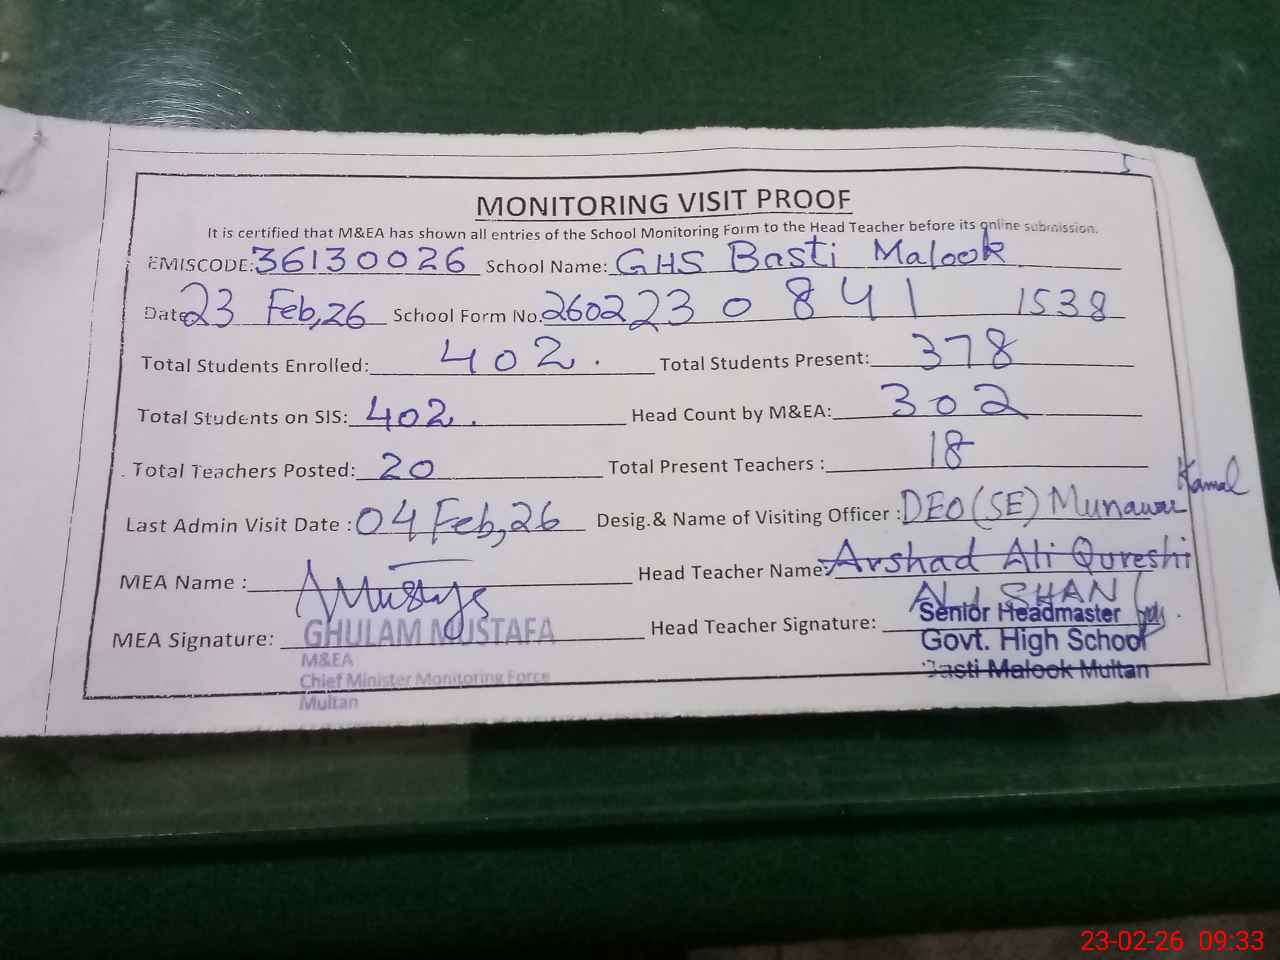 5
MONITORING VISIT PROOF
It is certified that M&EA has shown all entries of the School Monitoring Form to the Head Teacher before its online submission.
EMISCODE: 36130026 School Name: GHS Basti Malook
Date 23 Feb,26 School Form No. 260223 0 841 1538
Total Students Enrolled: 402. Total Students Present: 378
Total Students on SIS: 402. Head Count by M&EA: 302
Total Teachers Posted: 20 Total Present Teachers : 18
Last Admin Visit Date : 04 Feb,26 Desig.& Name of Visiting Officer : DEO (SE) Munawar Kamal
MEA Name : Head Teacher Name: Arshad Ali Qureshi
SHAN
MEA Signature: GHULAM MUSTAFA Head Teacher Signature: Senior Headmaster
M&EA Govt. High School
Chief Minister Monitoring Force Basti Malook Multan
Multan
23-02-26 09:33